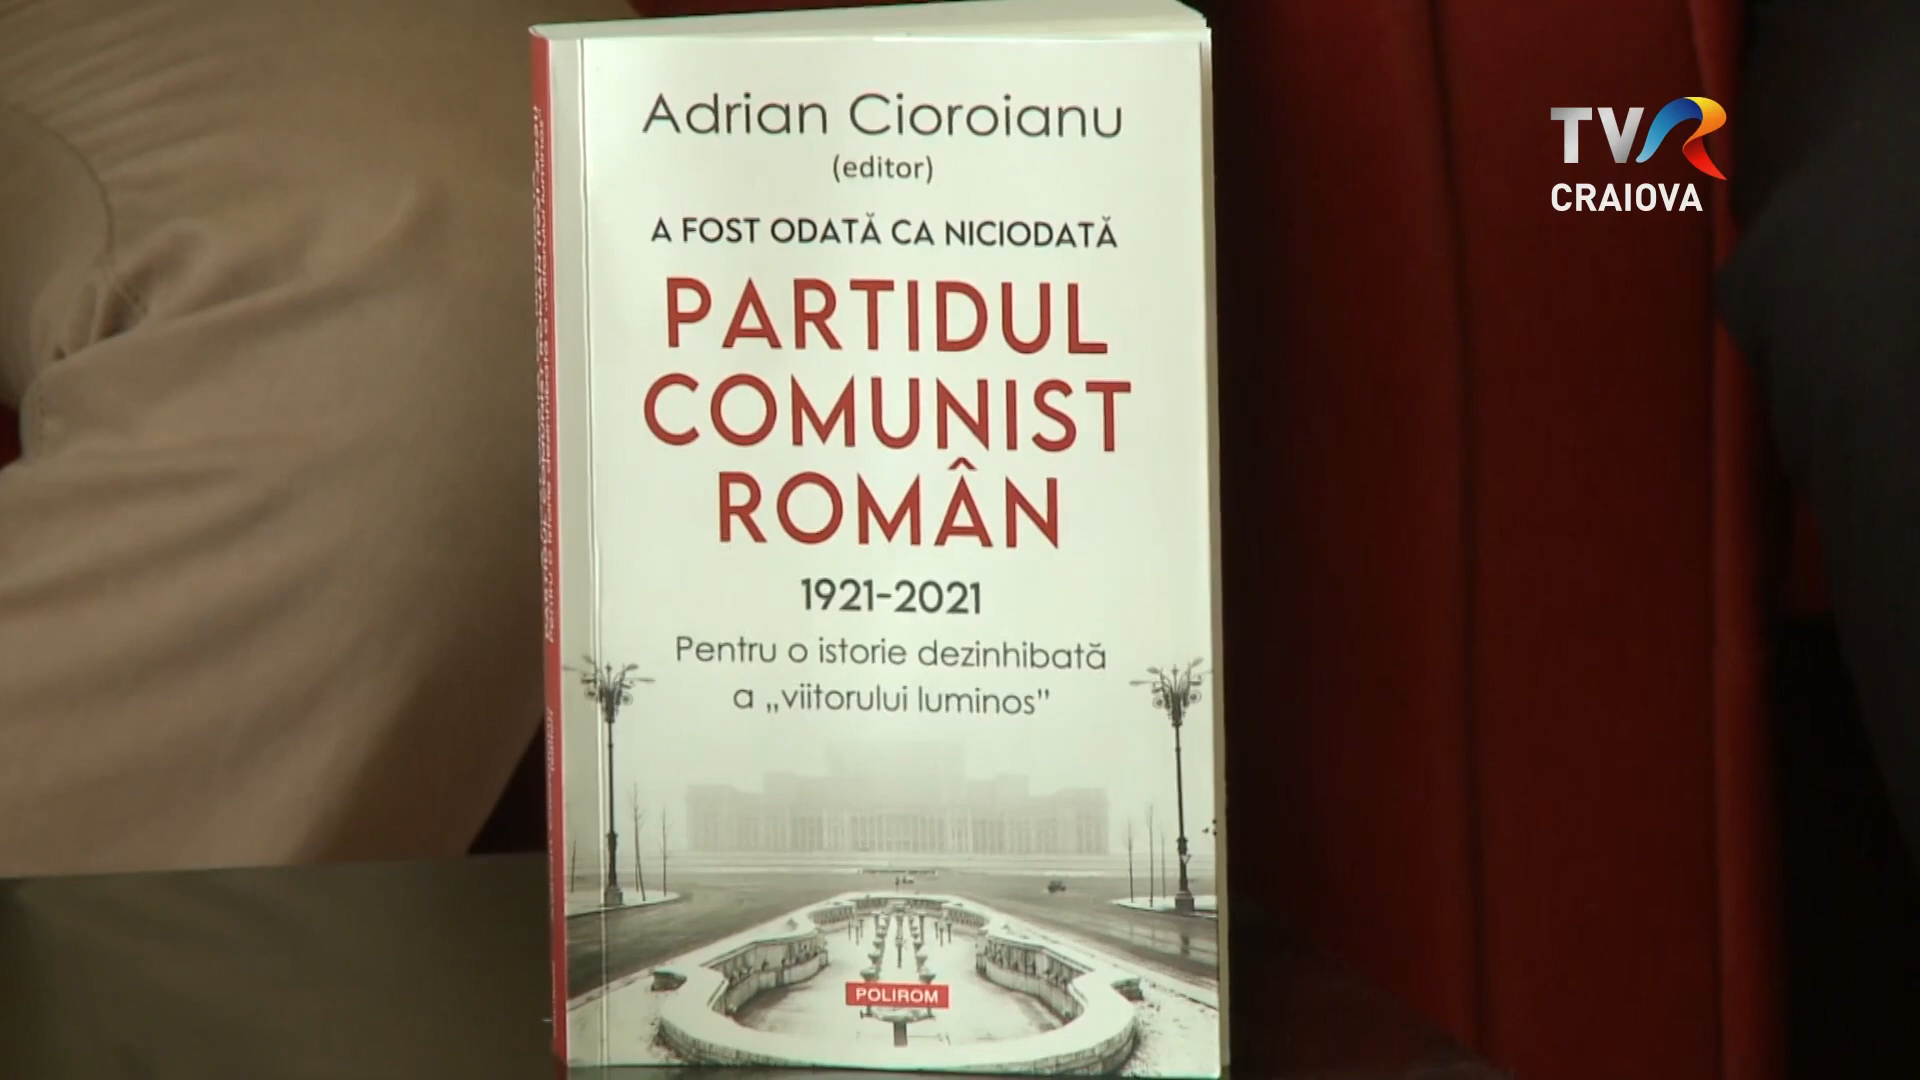 Adrian Cioroianu
(editor)
A FOST ODATĂ CA NICIODATĂ
PARTIDUL
COMUNIST
ROMÂN
1921-2021
Pentru o istorie dezinhibată
a „viitorului luminos”
POLIROM
TVR
CRAIOVA